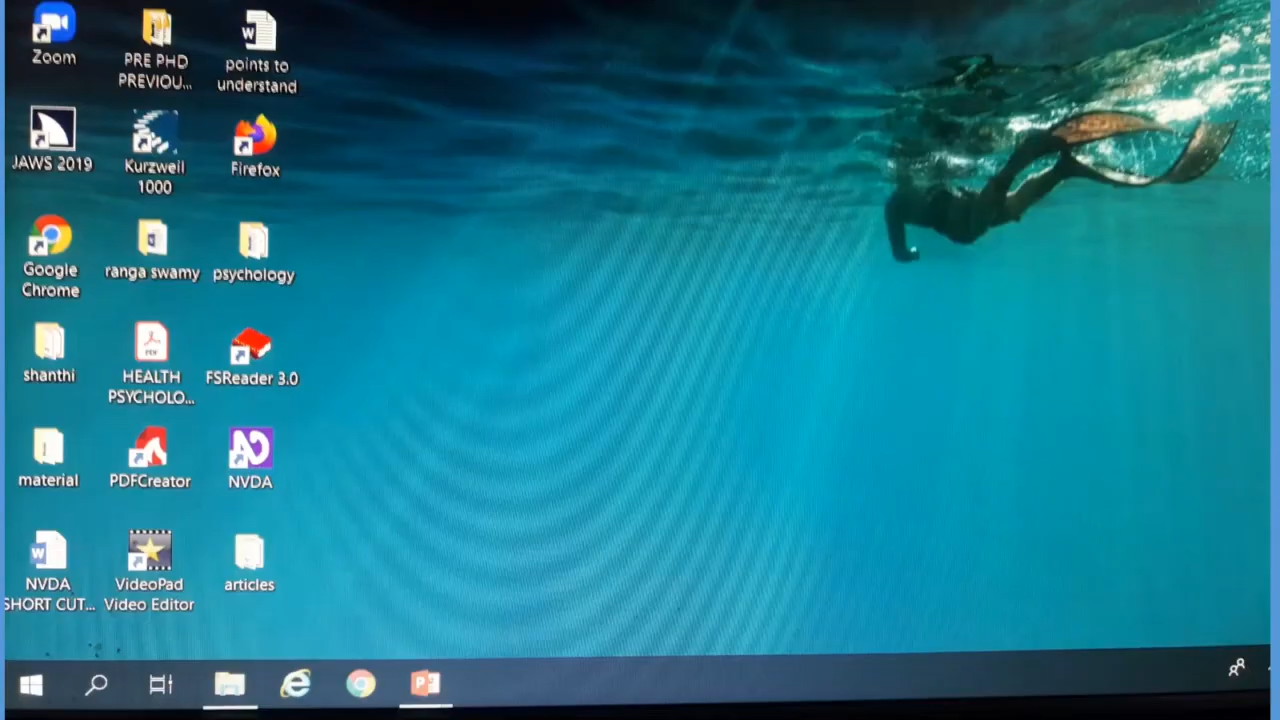 Zoom
PRE PHD
PREVIOU...
points to
understand
JAWS 2019
Kurzweil
1000
Firefox
Google
Chrome
ranga swamy
psychology
shanthi
HEALTH
PSYCHOLO...
FSReader 3.0
material
PDFCreator
NVDA
NVDA
SHORT CUT...
VideoPad
Video Editor
articles